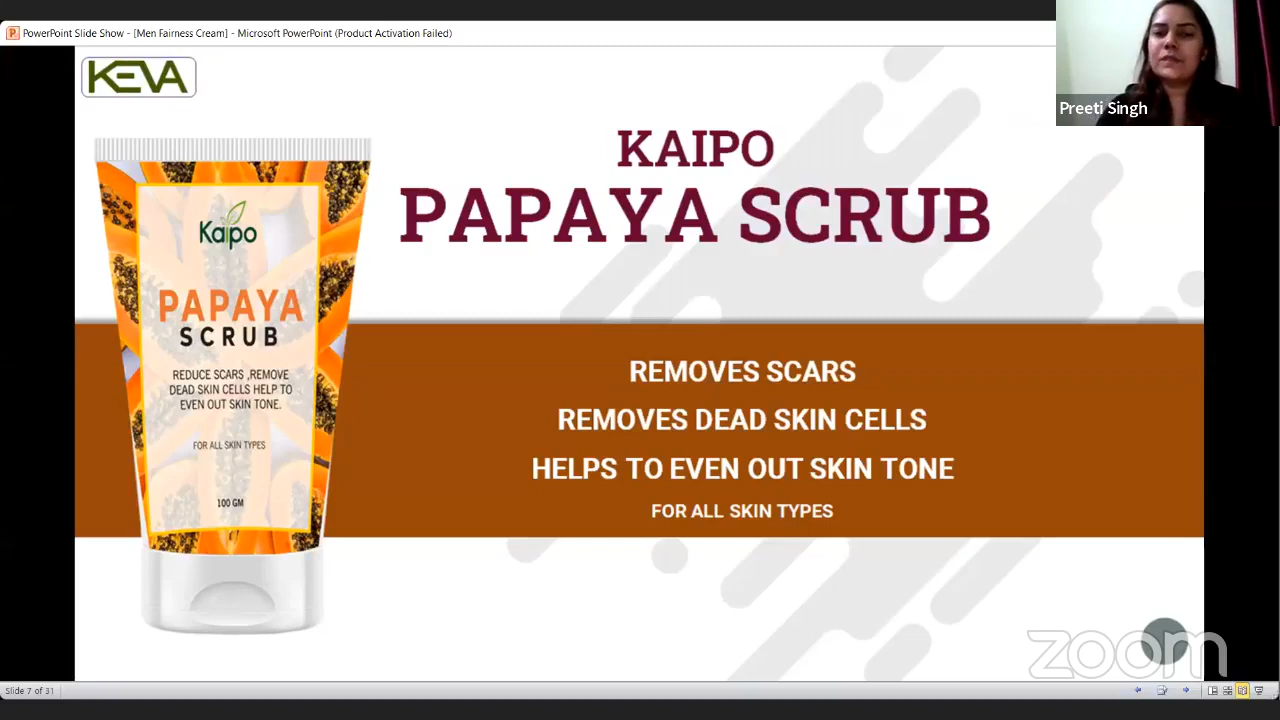 PowerPoint Slide Show - [Men Fairness Cream] - Microsoft PowerPoint (Product Activation Failed)
Preeti Singh
KEVA
KAIPO
PAPAYA SCRUB
Kaipo
PAPAYA
SCRUB
REDUCE SCARS ,REMOVE
DEAD SKIN CELLS HELP TO
EVEN OUT SKIN TONE.
FOR ALL SKIN TYPES
100 GM
REMOVES SCARS
REMOVES DEAD SKIN CELLS
HELPS TO EVEN OUT SKIN TONE
FOR ALL SKIN TYPES
zoom
Slide 7 of 31